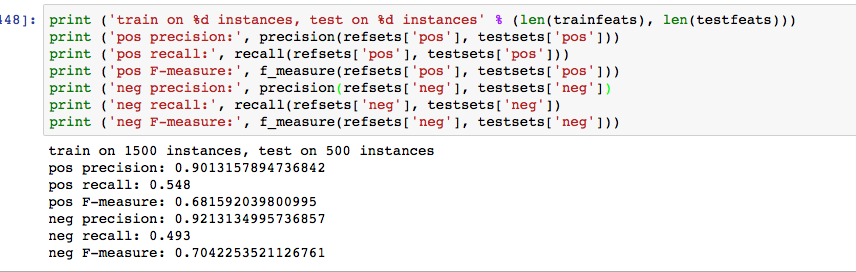 448]: print ('train on %d instances, test on %d instances' % (len(trainfeats), len(testfeats)))
print ('pos precision:', precision(refsets['pos'], testsets['pos']))
print ('pos recall:', recall(refsets['pos'], testsets['pos']))
print ('pos F-measure:', f_measure(refsets['pos'], testsets['pos']))
print ('neg precision:', precision(refsets['neg'], testsets['neg'])
print ('neg recall:', recall(refsets['neg'], testsets['neg'])
print ('neg F-measure:', f_measure(refsets['neg'], testsets['neg']))
train on 1500 instances, test on 500 instances
pos precision: 0.9013157894736842
pos recall: 0.548
pos F-measure: 0.681592039800995
neg precision: 0.9213134995736857
neg recall: 0.493
neg F-measure: 0.7042253521126761